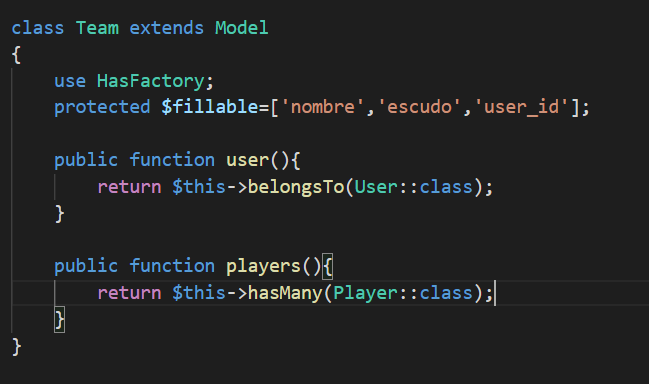 class Team extends Model
{
    use HasFactory;
    protected $fillable=['nombre','escudo','user_id'];

    public function user(){
        return $this->belongsTo(User::class);
    }

    public function players(){
        return $this->hasMany(Player::class);
    }
}